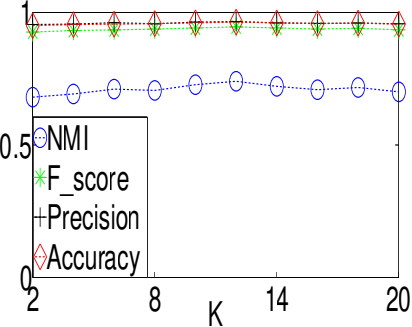 1
0.5
NMI
F_score
Precision
Accuracy
0
2 8 14 20
K